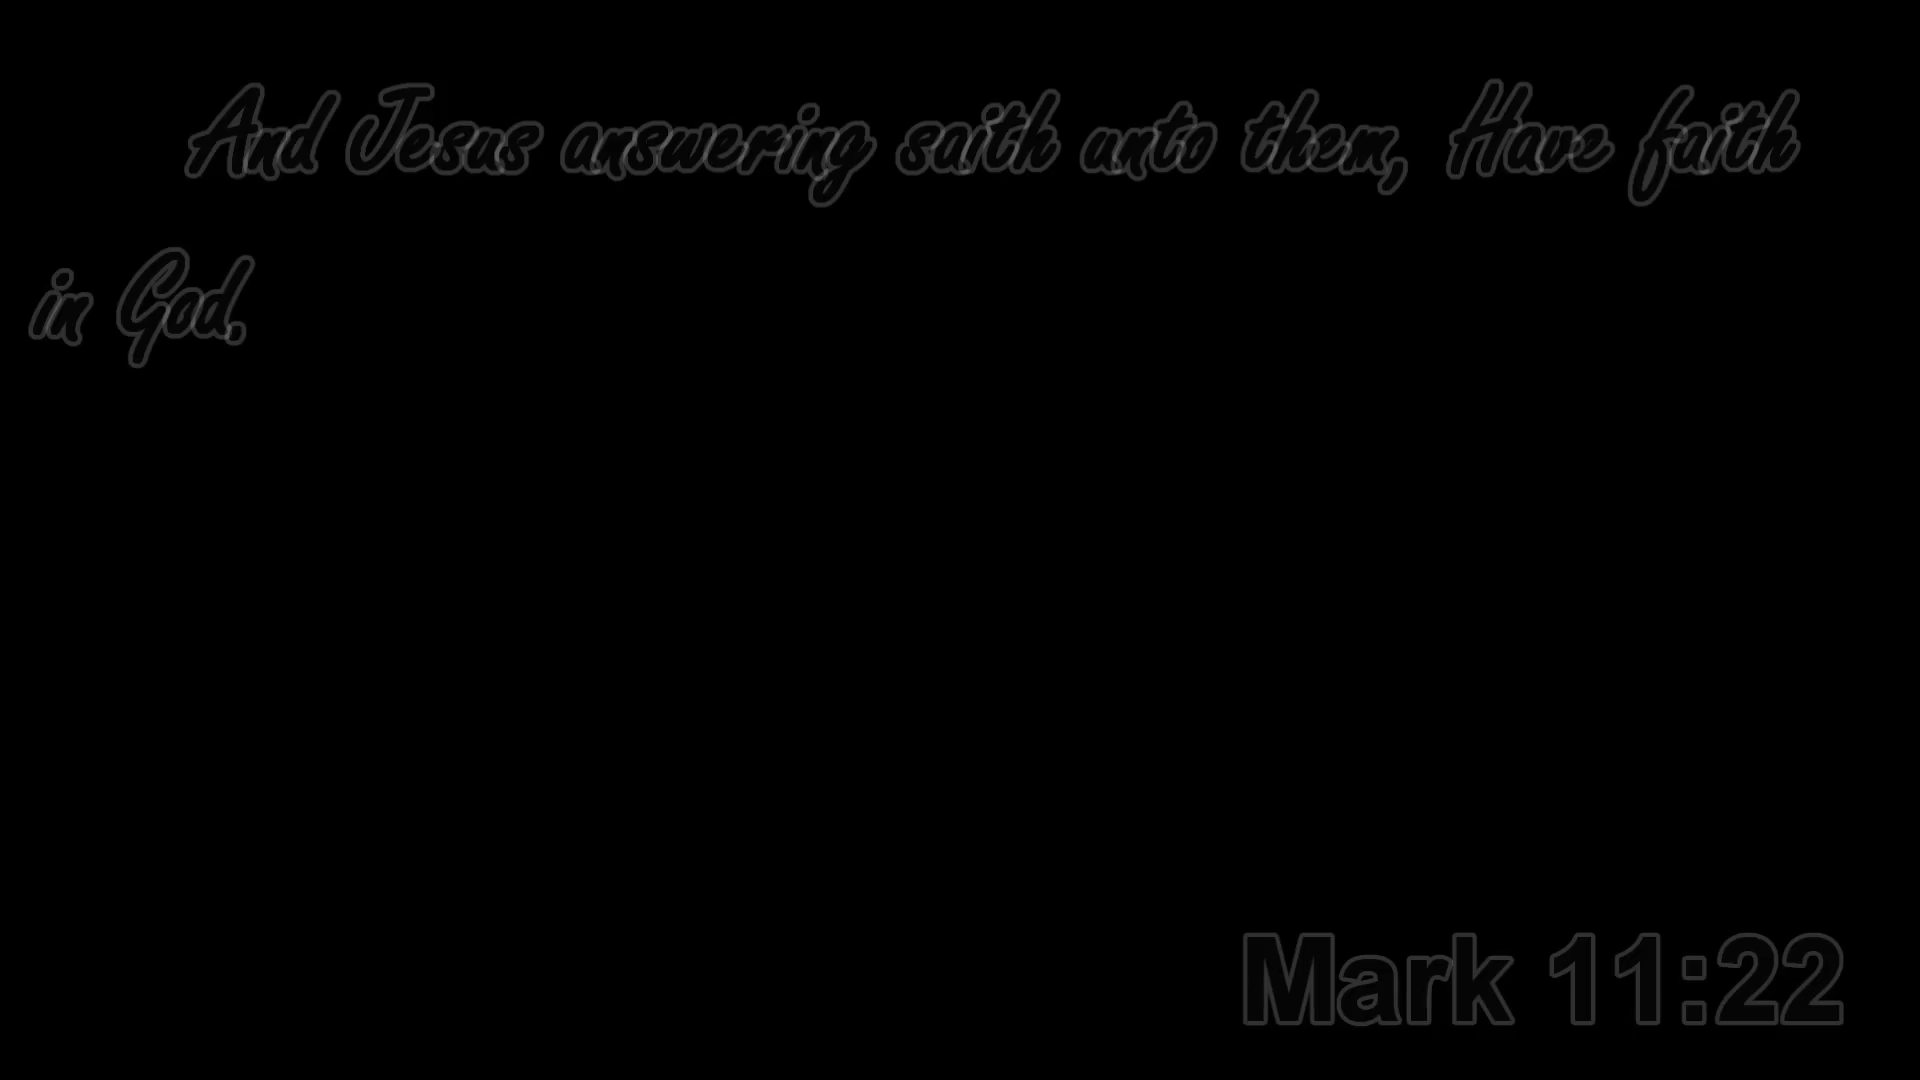 And Jesus answering saith unto them, Have faith
in God.
Mark 11:22